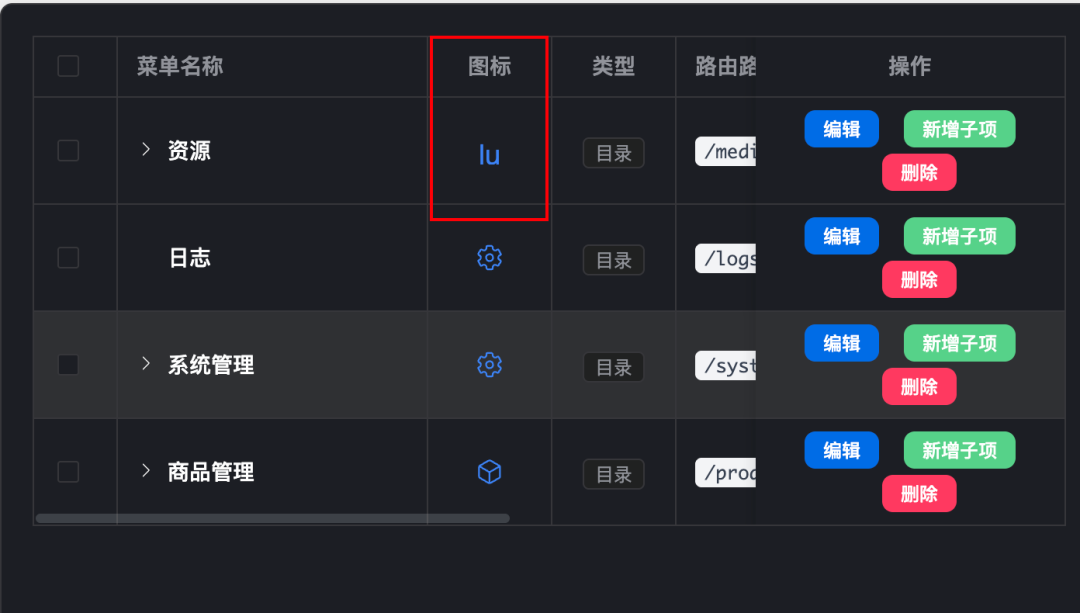 菜单名称 图标 类型 路由路 操作
资源 lu 目录 /medi 编辑 新增子项
删除
日志 目录 /logs 编辑 新增子项
删除
系统管理 目录 /syst 编辑 新增子项
删除
商品管理 目录 /prod 编辑 新增子项
删除